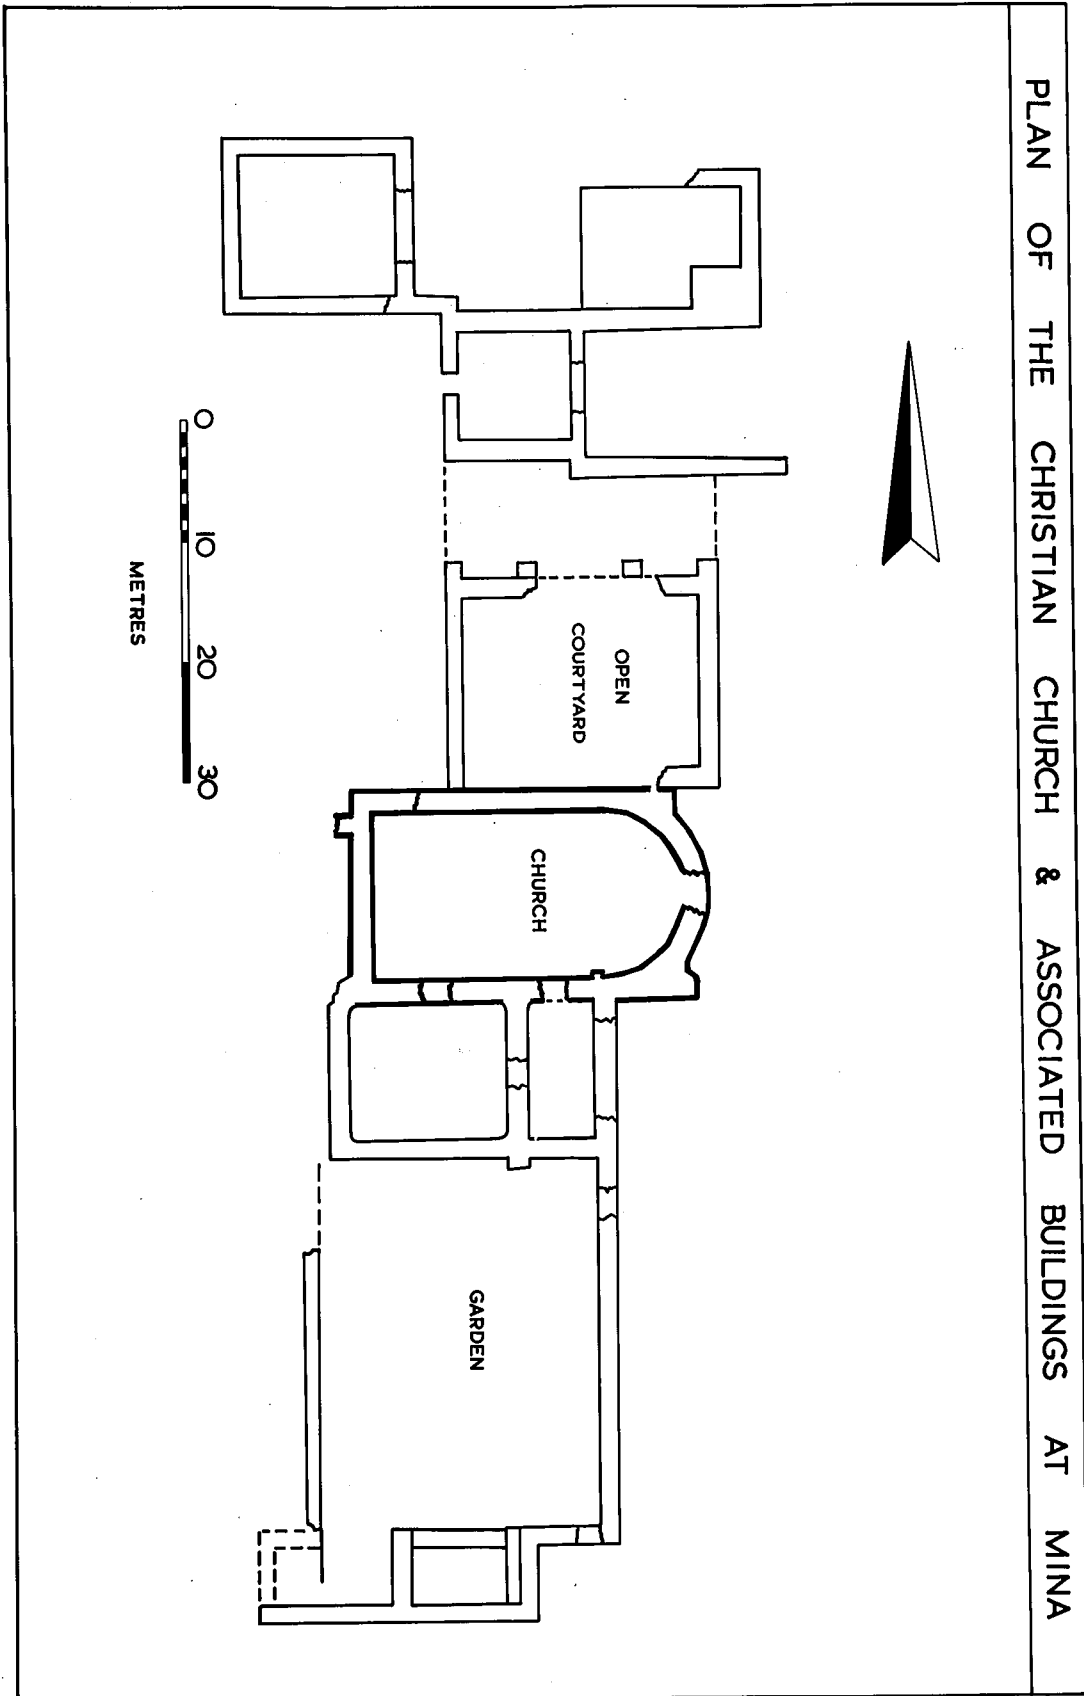 PLAN OF THE CHRISTIAN CHURCH & ASSOCIATED BUILDINGS AT MINA
OPEN
COURTYARD
CHURCH
GARDEN
0 10 20 30
METRES